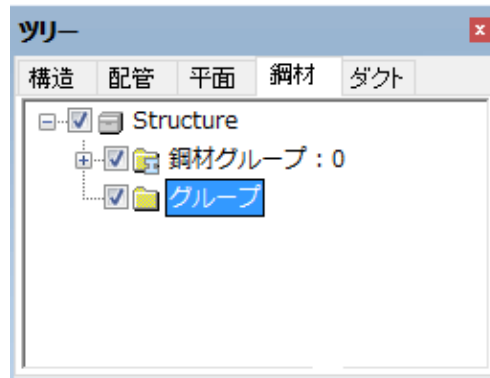 ツリー
構造 配管 平面 鋼材 ダクト
Structure
鋼材グループ：0
グループ